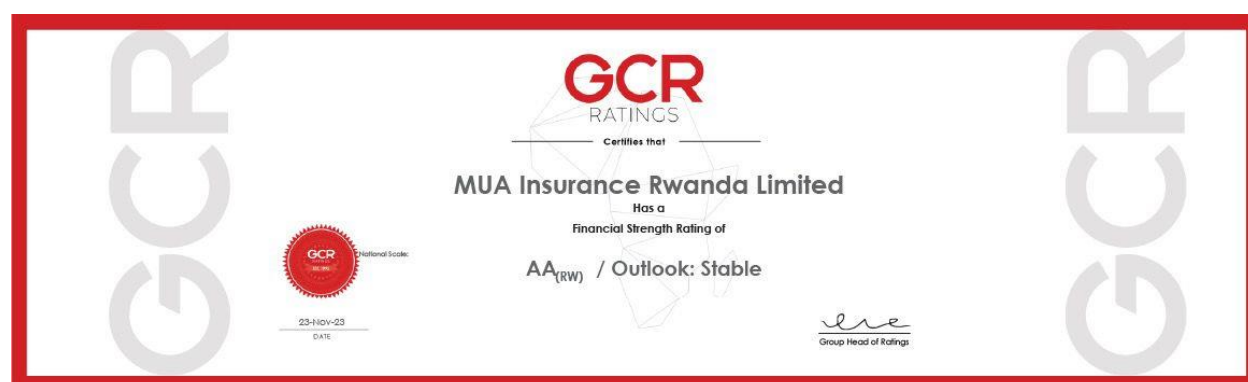 GCR
GCR
RATINGS
Certifies that
MUA Insurance Rwanda Limited
Has a
Financial Strength Rating of
GCR
National Scale:
AA(RW) / Outlook: Stable
23-Nov-23
DATE
Group Head of Ratings
GCR